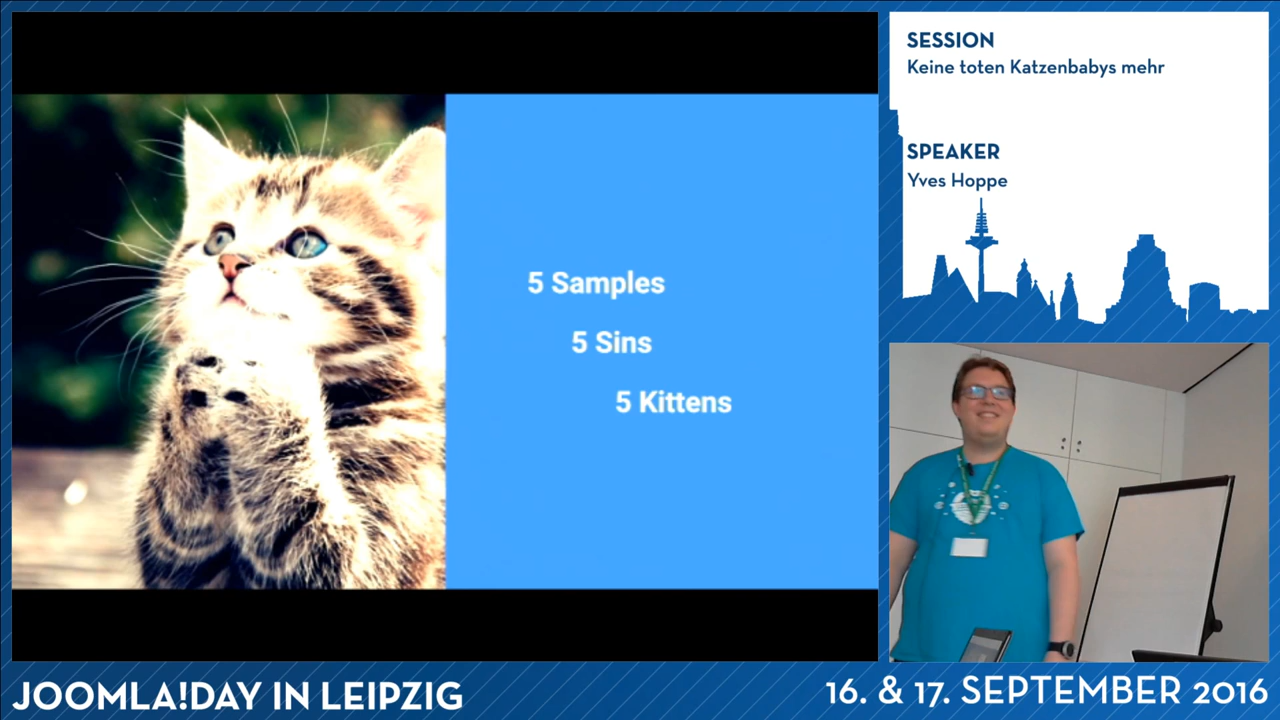 5 Samples
5 Sins
5 Kittens
SESSION
Keine toten Katzenbabys mehr
SPEAKER
Yves Hoppe
JOOMLA!DAY IN LEIPZIG
16. & 17. SEPTEMBER 2016